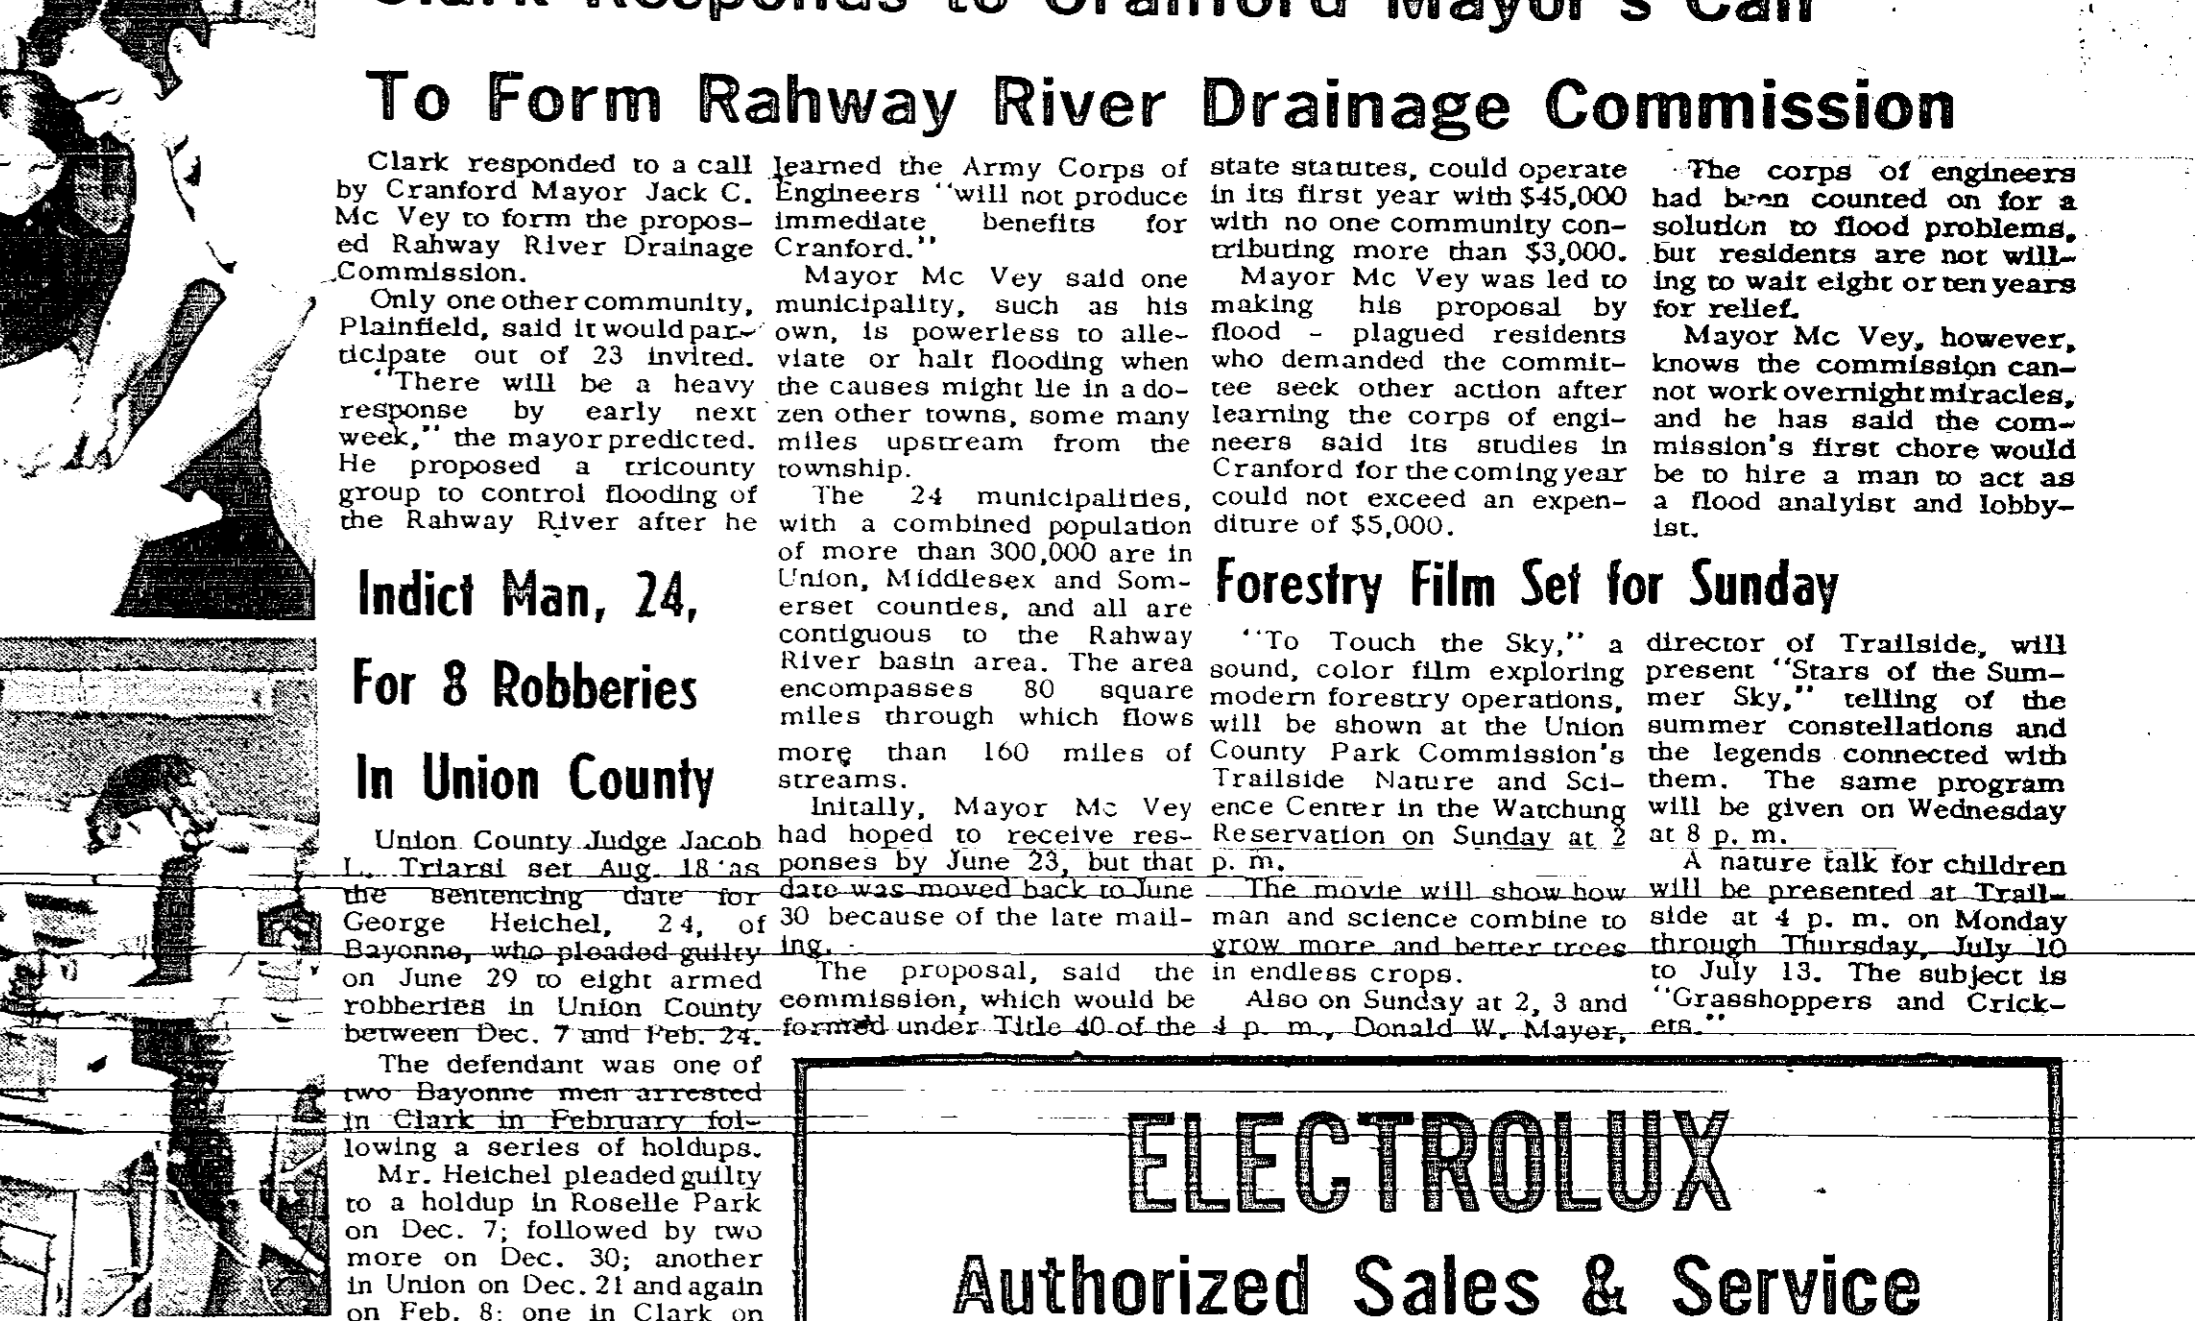 Clark Responds to Cranford Mayor's Call
To Form Rahway River Drainage Commission
Clark responded to a call
by Cranford Mayor Jack C.
Mc Vey to form the propos-
ed Rahway River Drainage
Commission.
Only one other community,
Plainfield, said it would par-
ticipate out of 23 invited.
"There will be a heavy
response by early next
week," the mayor predicted.
He proposed a tricounty
group to control flooding of
the Rahway River after he
learned the Army Corps of
Engineers "will not produce
immediate benefits for
Cranford."
Mayor Mc Vey said one
municipality, such as his
own, is powerless to alle-
viate or halt flooding when
the causes might lie in a do-
zen other towns, some many
miles upstream from the
township.
The 24 municipalities,
with a combined population
of more than 300,000 are in
Union, Middlesex and Som-
erset counties, and all are
contiguous to the Rahway
River basin area. The area
encompasses 80 square
miles through which flows
more than 160 miles of
streams.
Initally, Mayor Mc Vey
had hoped to receive res-
ponses by June 23, but that
date was moved back to June
30 because of the late mail-
ing.
The proposal, said the
commission, which would be
formed under Title 40 of the
state statutes, could operate
in its first year with $45,000
with no one community con-
tributing more than $3,000.
Mayor Mc Vey was led to
making his proposal by
flood - plagued residents
who demanded the commit-
tee seek other action after
learning the corps of engi-
neers said its studies in
Cranford for the coming year
could not exceed an expen-
diture of $5,000.
The corps of engineers
had been counted on for a
solution to flood problems,
but residents are not will-
ing to wait eight or ten years
for relief.
Mayor Mc Vey, however,
knows the commission can-
not work overnight miracles,
and he has said the com-
mission's first chore would
be to hire a man to act as
a flood analyist and lobby-
ist.
Indict Man, 24,
For 8 Robberies
In Union County
Union County Judge Jacob
L. Triarsi set Aug. 18 as
the sentencing date for
George Heichel, 24, of
Bayonne, who pleaded guilty
on June 29 to eight armed
robberies in Union County
between Dec. 7 and Feb. 24.
The defendant was one of
two Bayonne men arrested
in Clark in February fol-
lowing a series of holdups.
Mr. Heichel pleaded guilty
to a holdup in Roselle Park
on Dec. 7; followed by two
more on Dec. 30; another
in Union on Dec. 21 and again
on Feb. 8; one in Clark on
Forestry Film Set for Sunday
"To Touch the Sky," a
sound, color film exploring
modern forestry operations,
will be shown at the Union
County Park Commission's
Trailside Nature and Sci-
ence Center in the Watchung
Reservation on Sunday at 2
p. m.
The movie will show how
man and science combine to
grow more and better trees
in endless crops.
Also on Sunday at 2, 3 and
4 p. m., Donald W. Mayer,
director of Trailside, will
present "Stars of the Sum-
mer Sky," telling of the
summer constellations and
the legends connected with
them. The same program
will be given on Wednesday
at 8 p. m.
A nature talk for children
will be presented at Trail-
side at 4 p. m. on Monday
through Thursday, July 10
to July 13. The subject is
"Grasshoppers and Crick-
ets."
ELECTROLUX
Authorized Sales & Service